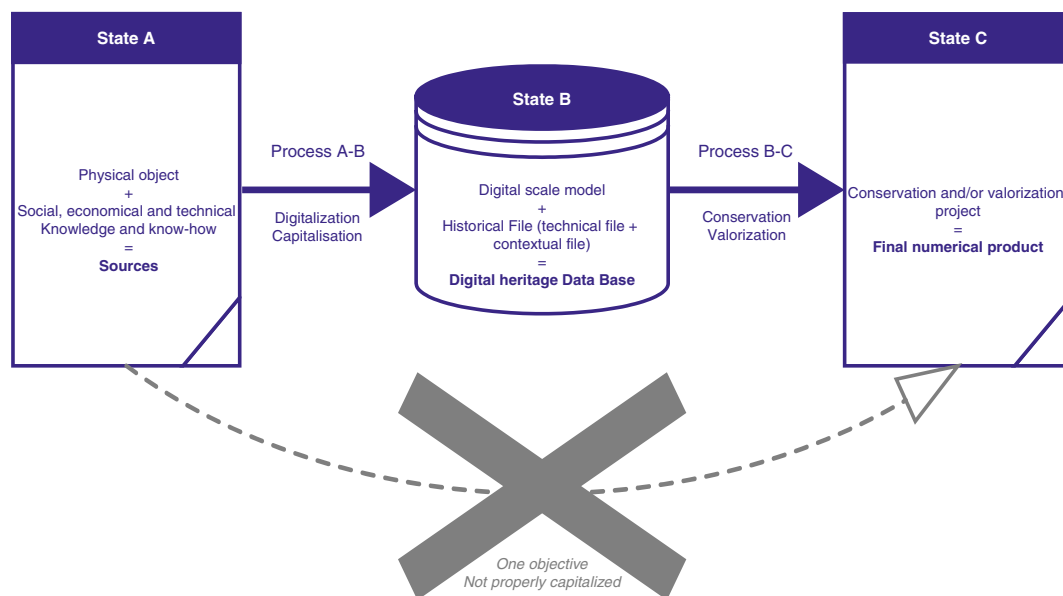 State A
Physical object
+
Social, economical and technical
Knowledge and know-how
=
Sources
Process A-B
Digitalization
Capitalisation
State B
Digital scale model
+
Historical File (technical file +
contextual file)
=
Digital heritage Data Base
Process B-C
Conservation
Valorization
State C
Conservation and/or valorization
project
=
Final numerical product
One objective
Not properly capitalized